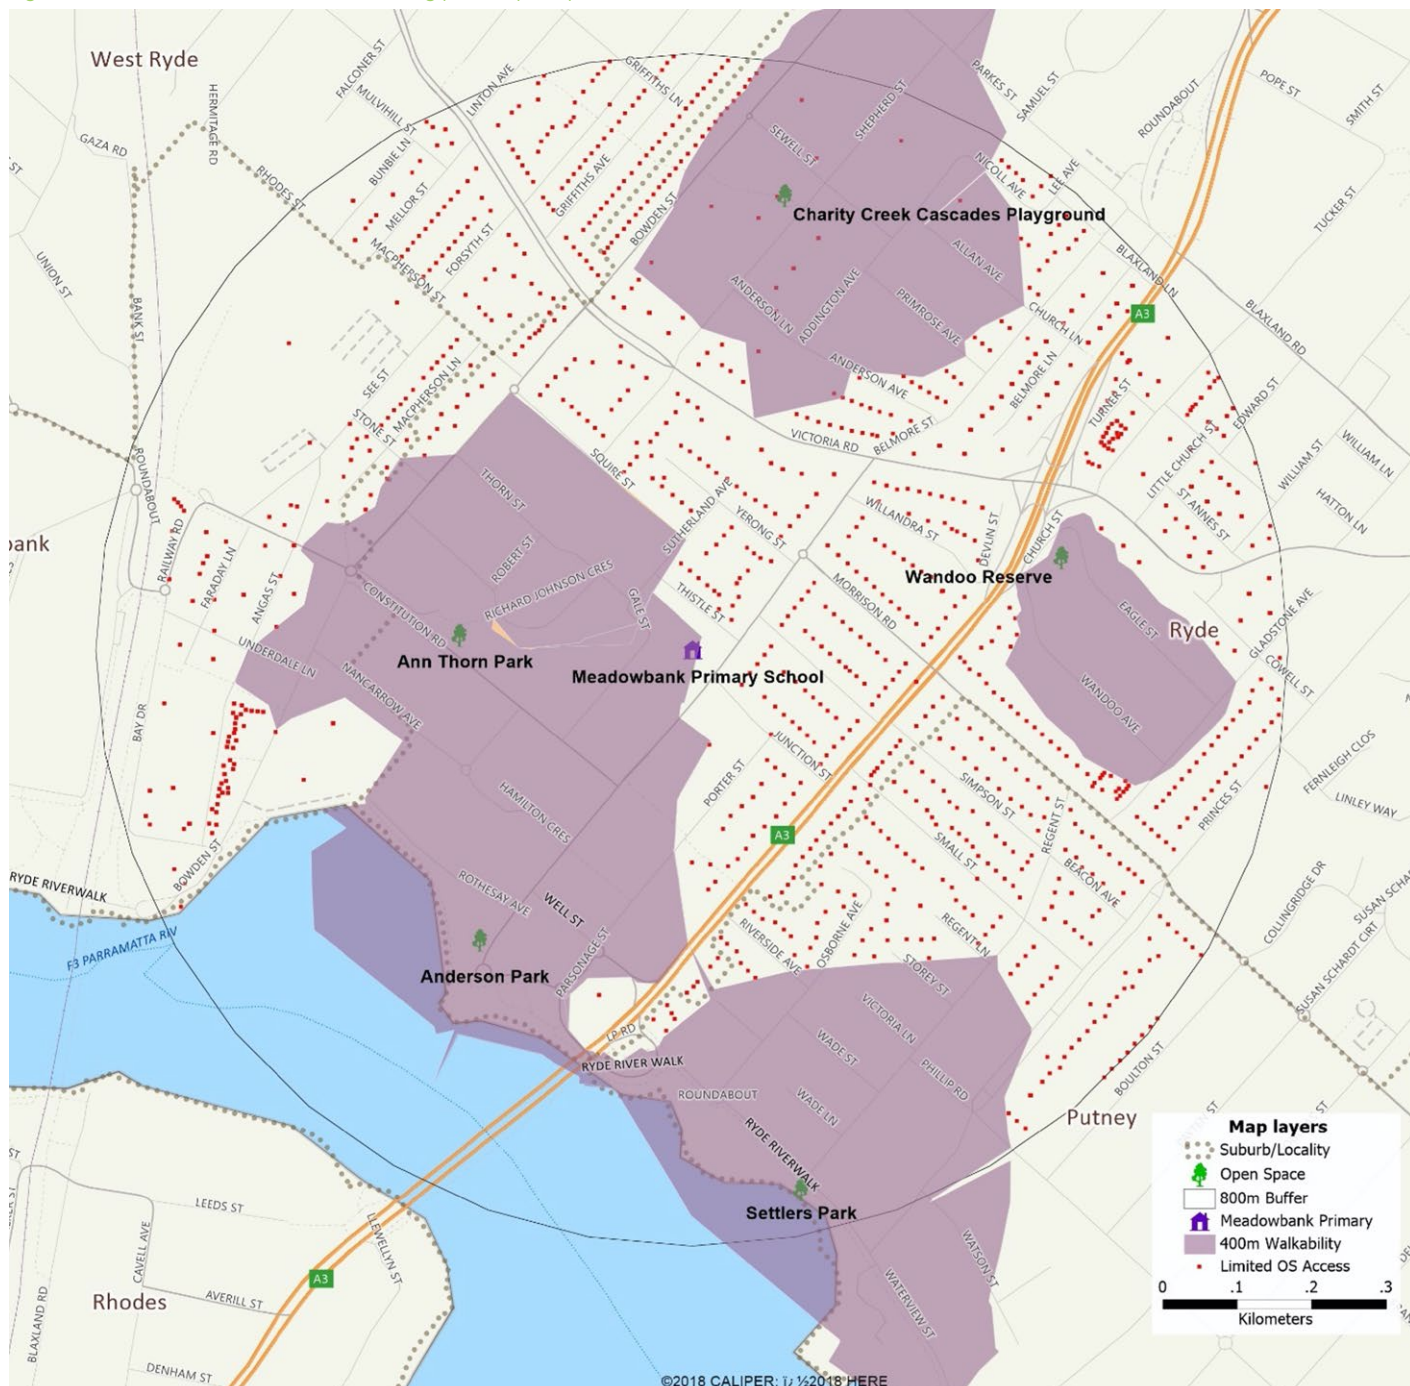 West Ryde
FALCONER ST
LINTON AVE
GRIFFITHS LN
SHEPHERD ST
PARKES ST
SAMUEL ST
ROUNDABOUT
POPE ST
SMITH ST
HERMITAGE RD
MULVIHILL ST
GAZA RD
BUNBIE LN
SEWELL ST
NICOLL AVE
LEE AVE
RHODES ST
MELLOR ST
GRIFFITHS AVE
BOWDEN ST
Charity Creek Cascades Playground
TUCKER ST
FORSYTH ST
MACPHERSON ST
ALLAN AVE
BLAXLAND LN
UNION ST
BANK ST
ANDERSON LN
ADDINGTON AVE
PRIMROSE AVE
CHURCH LN
A3
BLAXLAND RD
SEE ST
MACPHERSON LN
ANDERSON AVE
BELMORE LN
TURNER ST
EDWARD ST
STONE ST
VICTORIA RD
BELMORE ST
LITTLE CHURCH ST
WILLIAM ST
WILLIAM LN
ROUNDABOUT
THORN ST
SQUIRE ST
SUTHERLAND AVE
YERONG ST
WILLANDRA ST
DEVLIN ST
CHURCH ST
ST ANNES ST
HATTON LN
bank
RAILWAY RD
FARADAY LN
ANGAS ST
ROBERT ST
RICHARD JOHNSON CRES
GALE ST
THISTLE ST
MORRISON RD
Wandoo Reserve
EAGLE ST
Ryde
GLADSTONE AVE
CONSTITUTION RD
Ann Thorn Park
Meadowbank Primary School
UNDERDALE LN
NANCARROW AVE
WANDOO AVE
COWELL ST
BAY DR
JUNCTION ST
PORTER ST
SIMPSON ST
REGENT ST
PRINCES ST
FERNLEIGH CLOS
LINLEY WAY
HAMILTON CRES
A3
SMALL ST
BEACON AVE
BOWDEN ST
RYDE RIVERWALK
ROTHESAY AVE
WELL ST
RIVERSIDE AVE
OSBORNE AVE
REGENT LN
COLLINGRIDGE DR
SUSAN SCHA
F3 PARRAMATTA RIV
Anderson Park
PARSONAGE ST
STOREY ST
SUSAN SCHARDT CIRT
LP RD
VICTORIA LN
WADE ST
RYDE RIVER WALK
PHILLIP RD
BOULTON ST
ROUNDABOUT
WADE LN
Putney
RYDE RIVERWALK
Settlers Park
LEEDS ST
LLEWELLYN ST
CAVELL AVE
WATSON ST
WATERVIEW ST
A3
Rhodes
AVERILL ST
BLAXLAND RD
DENHAM ST
Map layers
Suburb/Locality
Open Space
800m Buffer
Meadowbank Primary
400m Walkability
Limited OS Access
0 .1 .2 .3
Kilometers
©2018 CALIPER; ï¿½2018 HERE